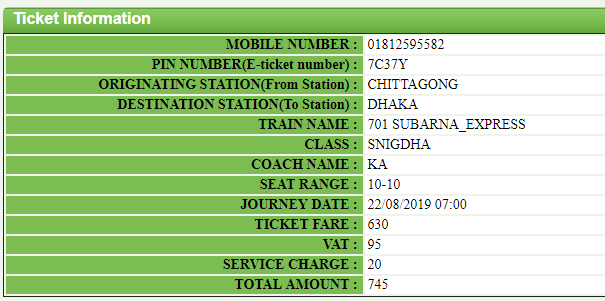 Ticket Information
MOBILE NUMBER : 01812595582
PIN NUMBER(E-ticket number) : 7C37Y
ORIGINATING STATION(From Station) : CHITTAGONG
DESTINATION STATION(To Station) : DHAKA
TRAIN NAME : 701 SUBARNA_EXPRESS
CLASS : SNIGDHA
COACH NAME : KA
SEAT RANGE : 10-10
JOURNEY DATE : 22/08/2019 07:00
TICKET FARE : 630
VAT : 95
SERVICE CHARGE : 20
TOTAL AMOUNT : 745